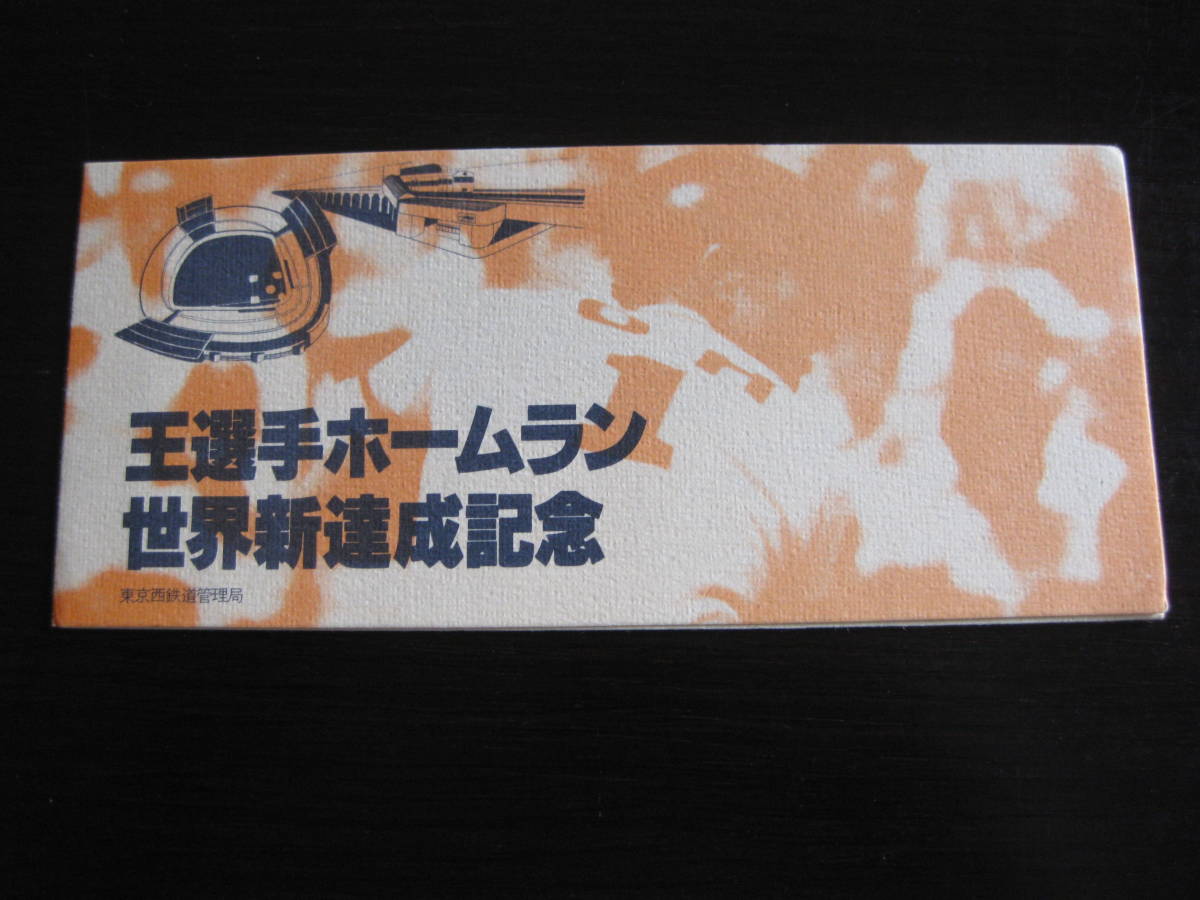 王選手ホームラン
世界新達成記念
東京西鉄道管理局